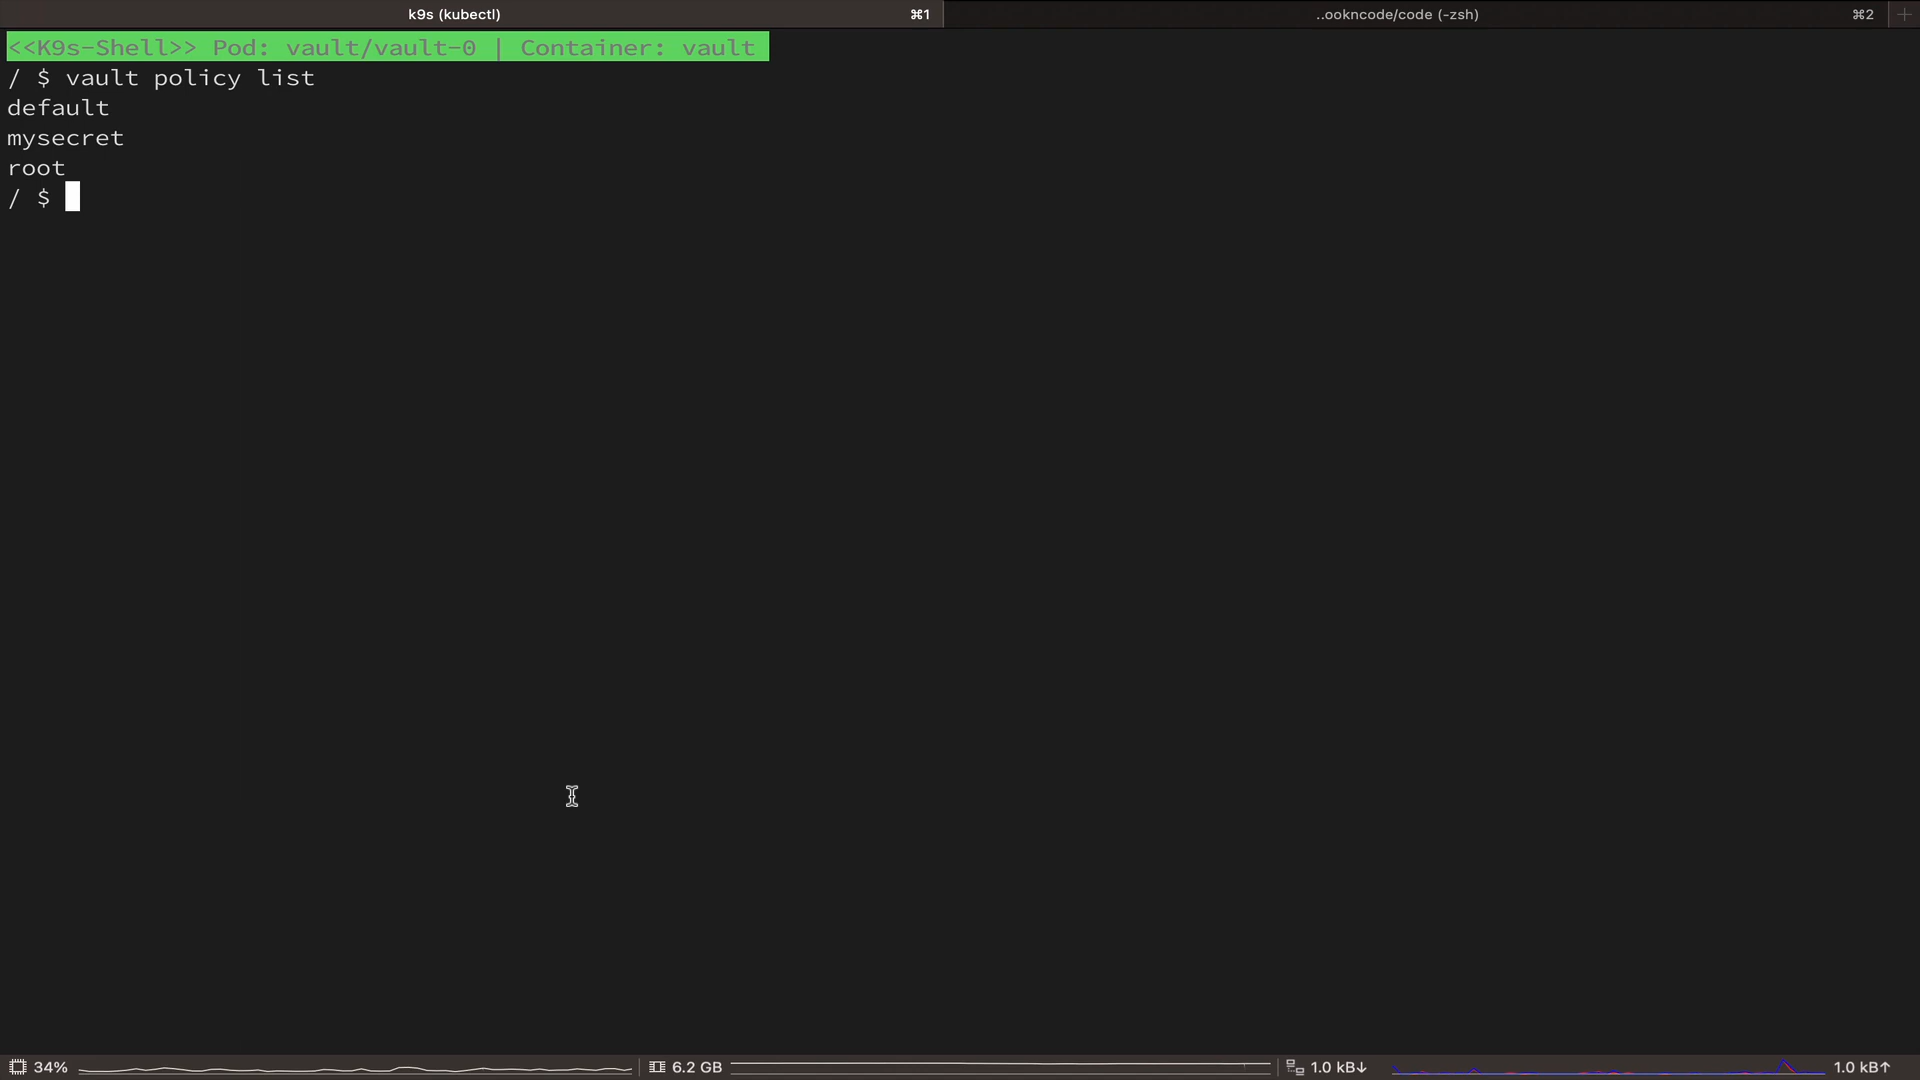 k9s (kubectl) ⌘1 ..ookncode/code (-zsh) ⌘2 +
<<K9s-Shell>> Pod: vault/vault-0 | Container: vault
/ $ vault policy list
default
mysecret
root
/ $
34% 6.2 GB 1.0 kB↓ 1.0 kB↑